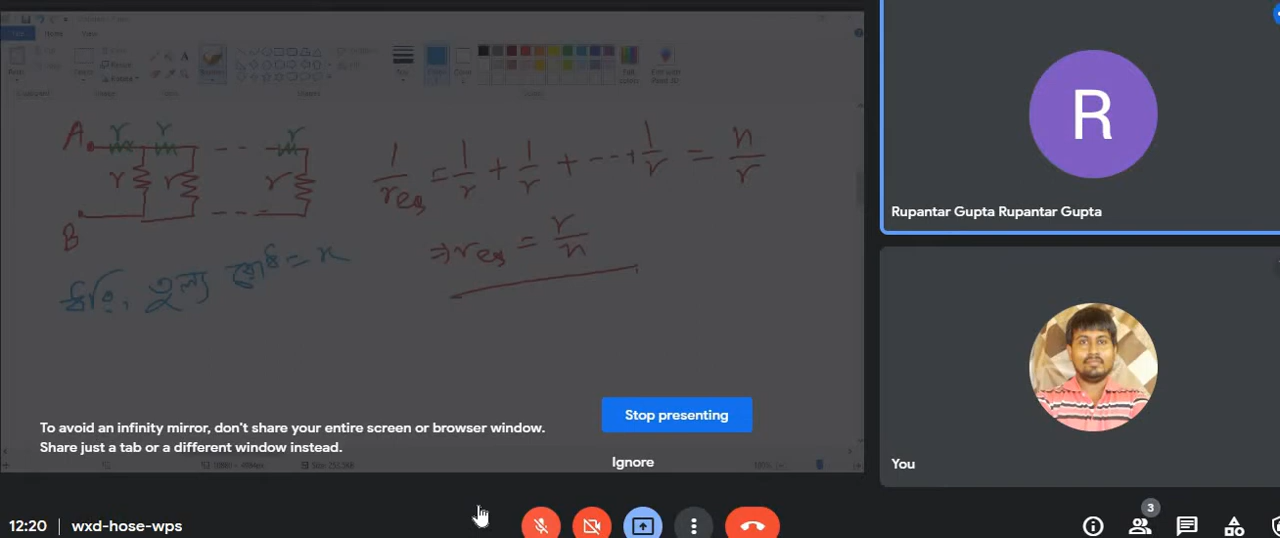 A r r r
r r r
B
1/r_eq = 1/r + 1/r + --- + 1/r = n/r
⇒ r_eq = r/n
ধরি, তুল্য রোধ = x
R
Rupantar Gupta Rupantar Gupta
To avoid an infinity mirror, don't share your entire screen or browser window.
Share just a tab or a different window instead.
Stop presenting
Ignore
You
12:20 | wxd-hose-wps
3